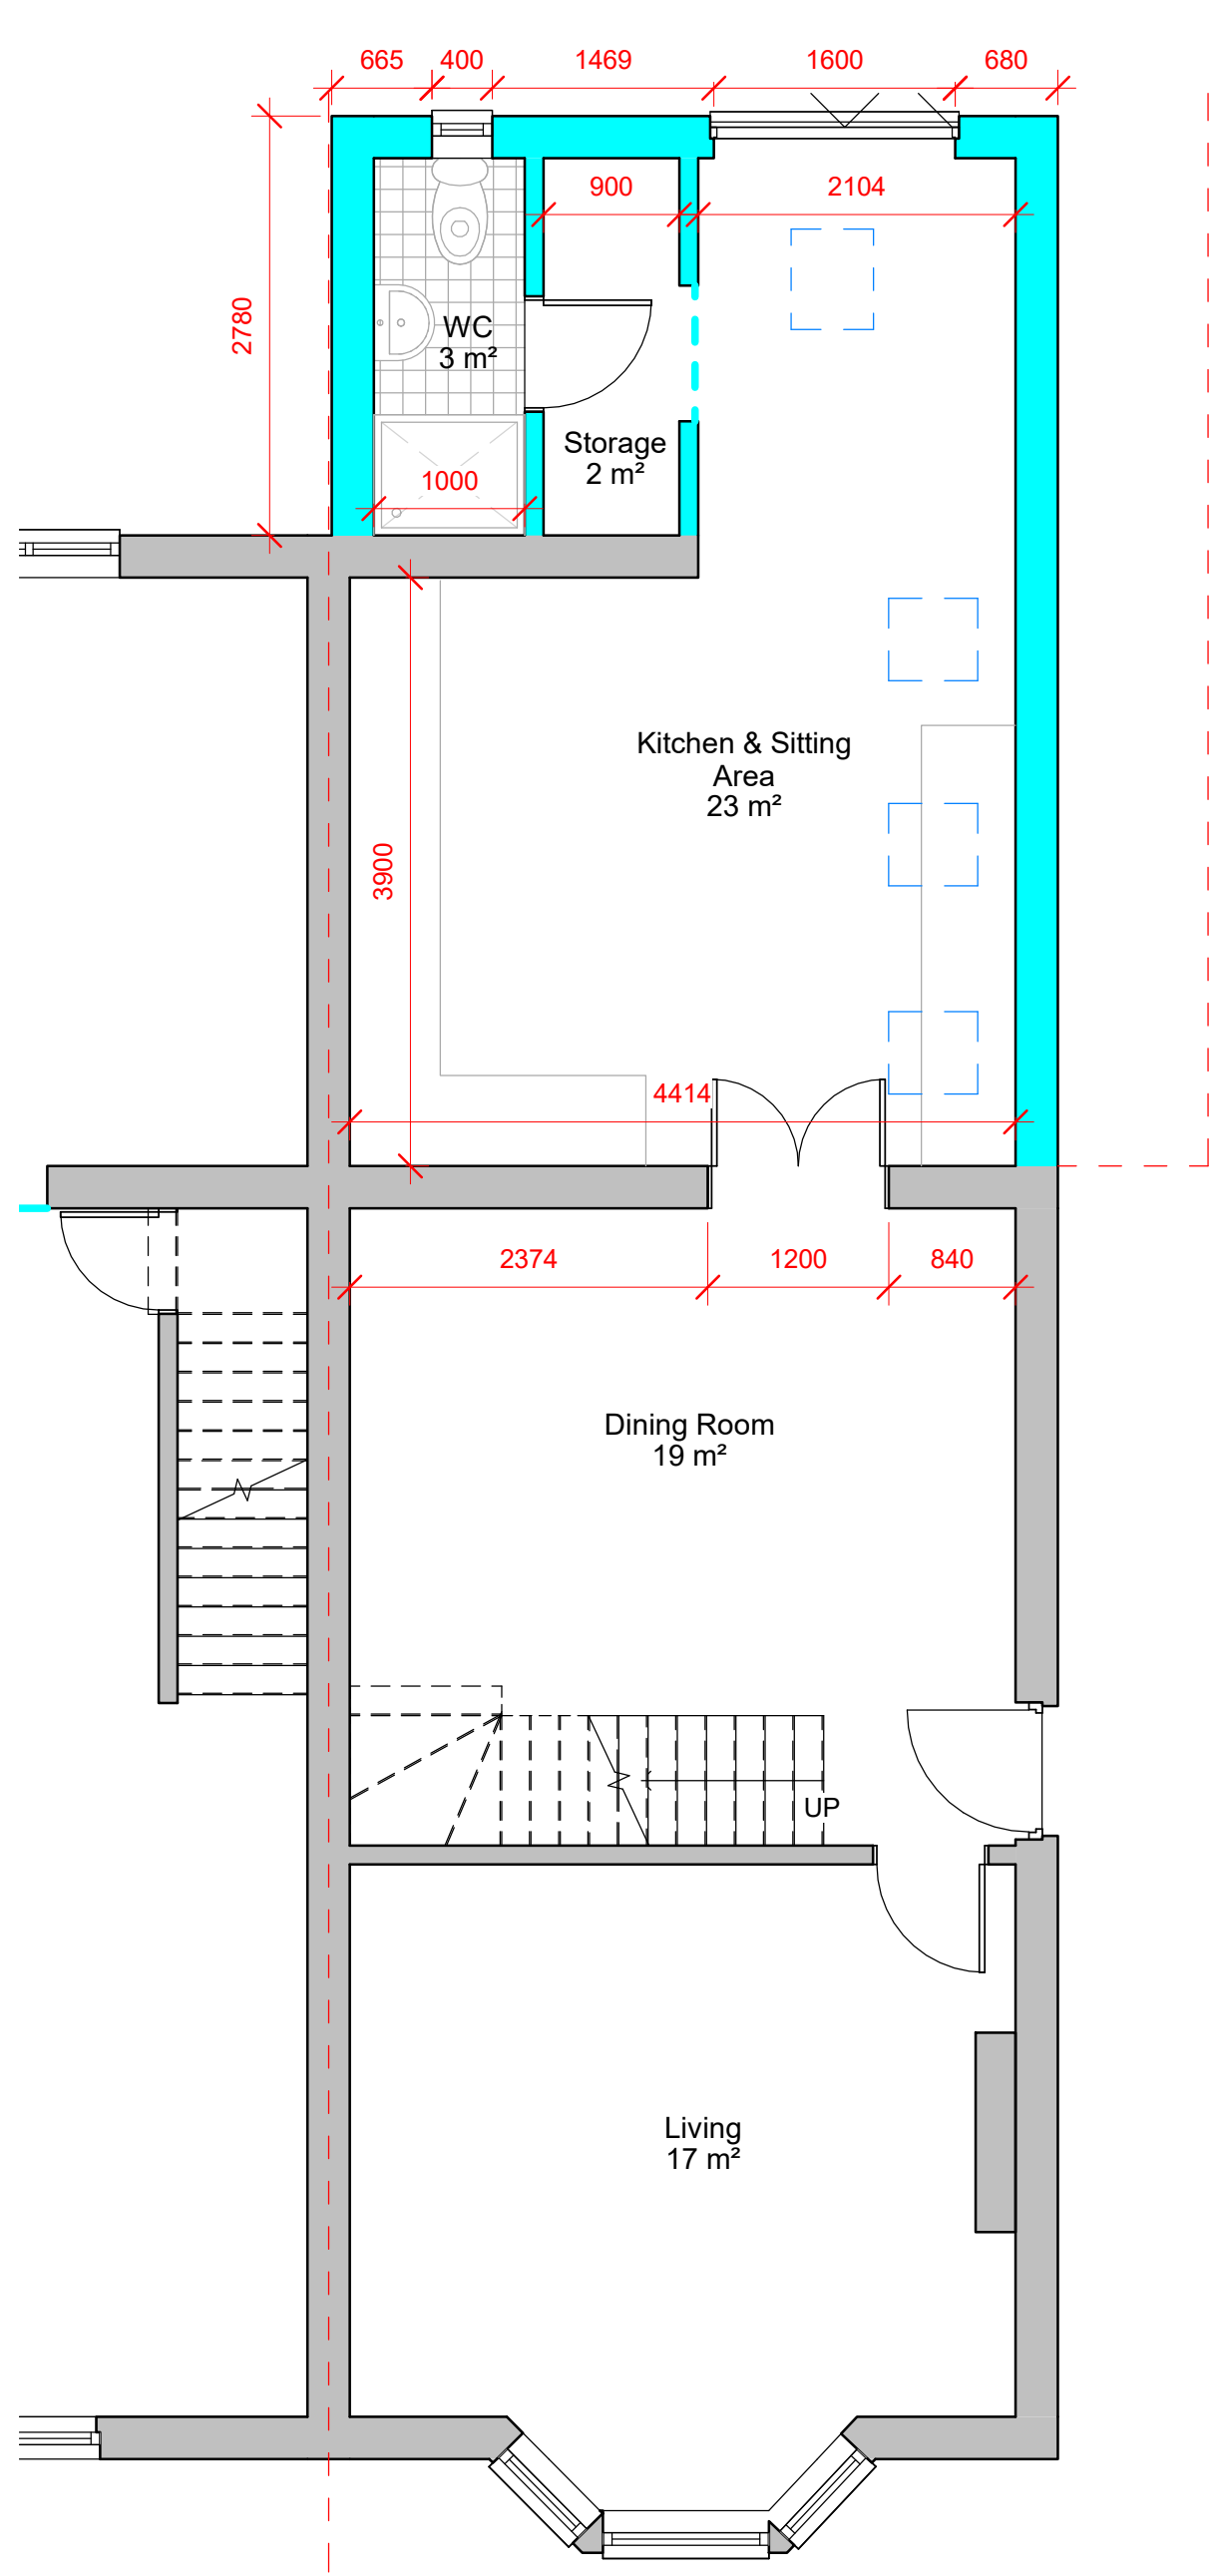 665 400 1469 1600 680
900 2104
2780
WC
3 m²
Storage
2 m²
1000
Kitchen & Sitting
Area
23 m²
3900
4414
2374 1200 840
Dining Room
19 m²
UP
Living
17 m²